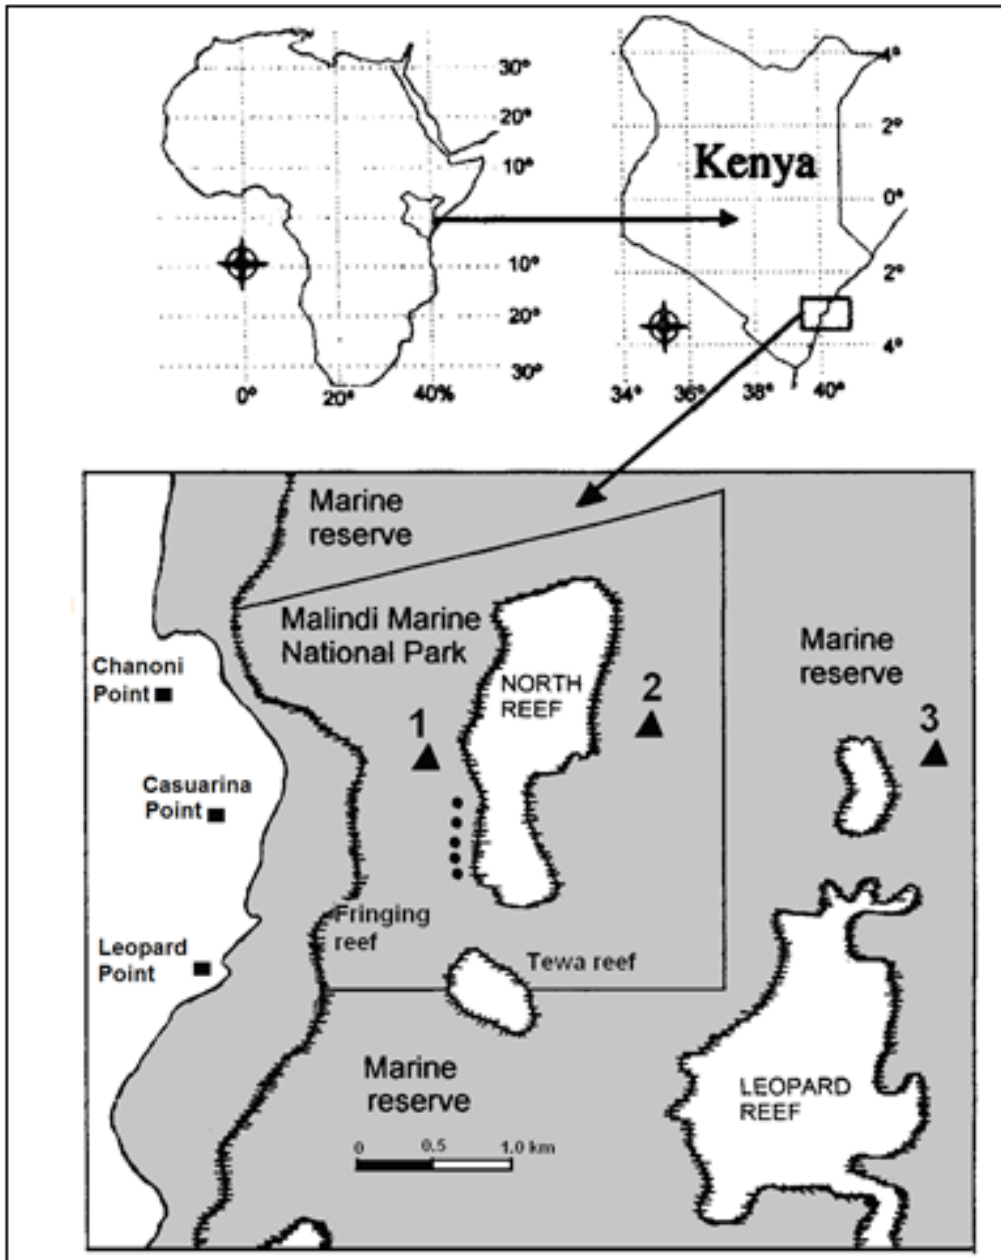 30°
20°
10°
10°
20°
30°
0°
20°
40%
Kenya
4°
2°
0°
2°
4°
34°
36°
38°
40°
Marine
reserve
Malindi Marine
National Park
Chanoni
Point
Casuarina
Point
Leopard
Point
NORTH
REEF
1
2
3
Marine
reserve
Fringing
reef
Tewa reef
Marine
reserve
LEOPARD
REEF
0
0.5
1.0 km